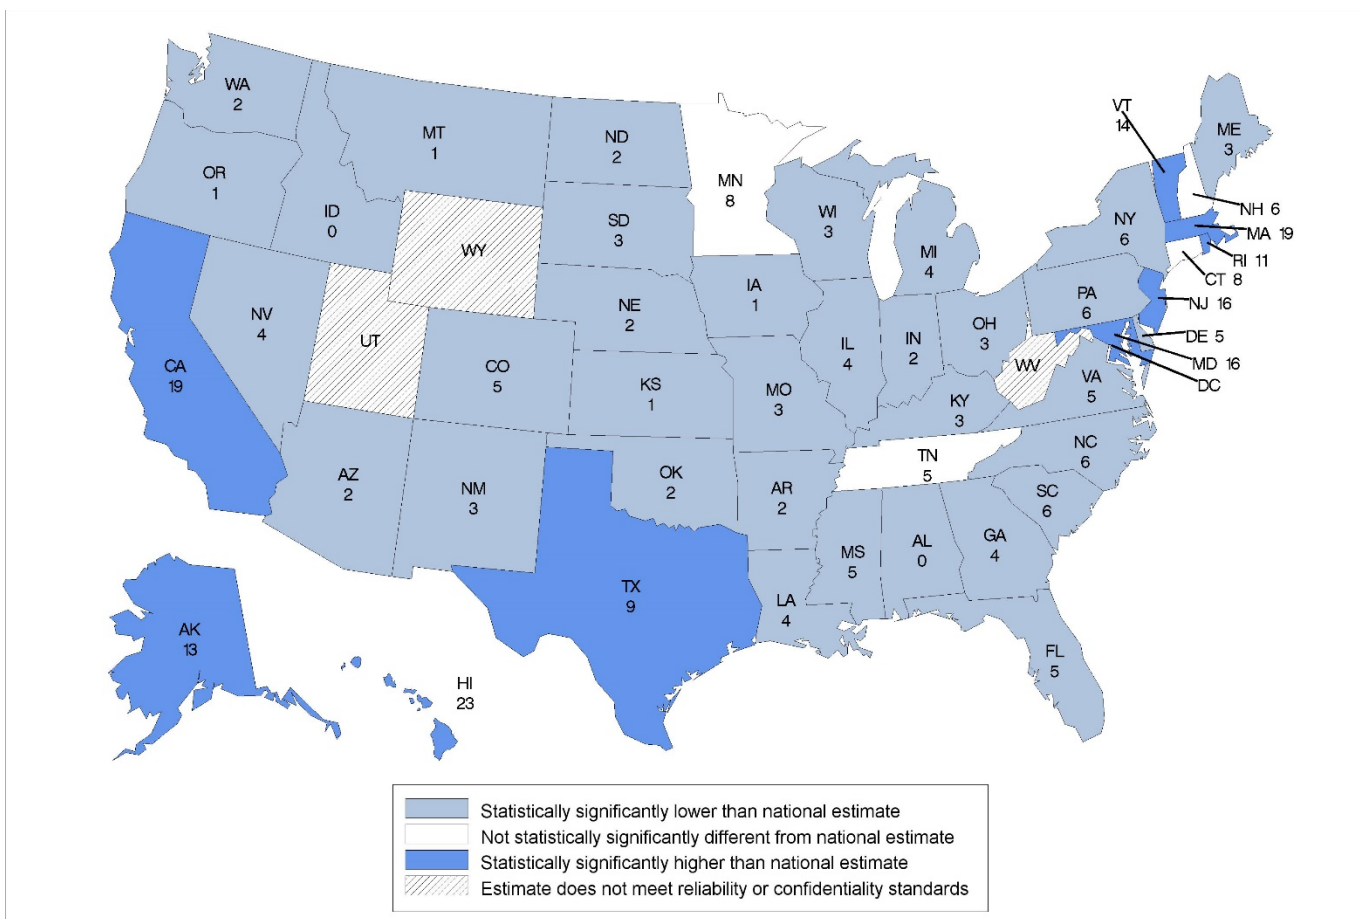 WA
2
OR
1
ID
0
MT
1
ND
2
MN
8
WI
3
SD
3
WY
NV
4
UT
CO
5
NE
2
IA
1
IL
4
IN
2
MI
4
OH
3
PA
6
NY
6
VT
14
ME
3
NH 6
MA 19
RI 11
CT 8
NJ 16
DE 5
MD 16
DC
WV
VA
5
KY
3
MO
3
KS
1
CA
19
AZ
2
NM
3
OK
2
AR
2
TN
5
NC
6
SC
6
GA
4
AL
0
MS
5
LA
4
TX
9
FL
5
AK
13
HI
23
Statistically significantly lower than national estimate
Not statistically significantly different from national estimate
Statistically significantly higher than national estimate
Estimate does not meet reliability or confidentiality standards